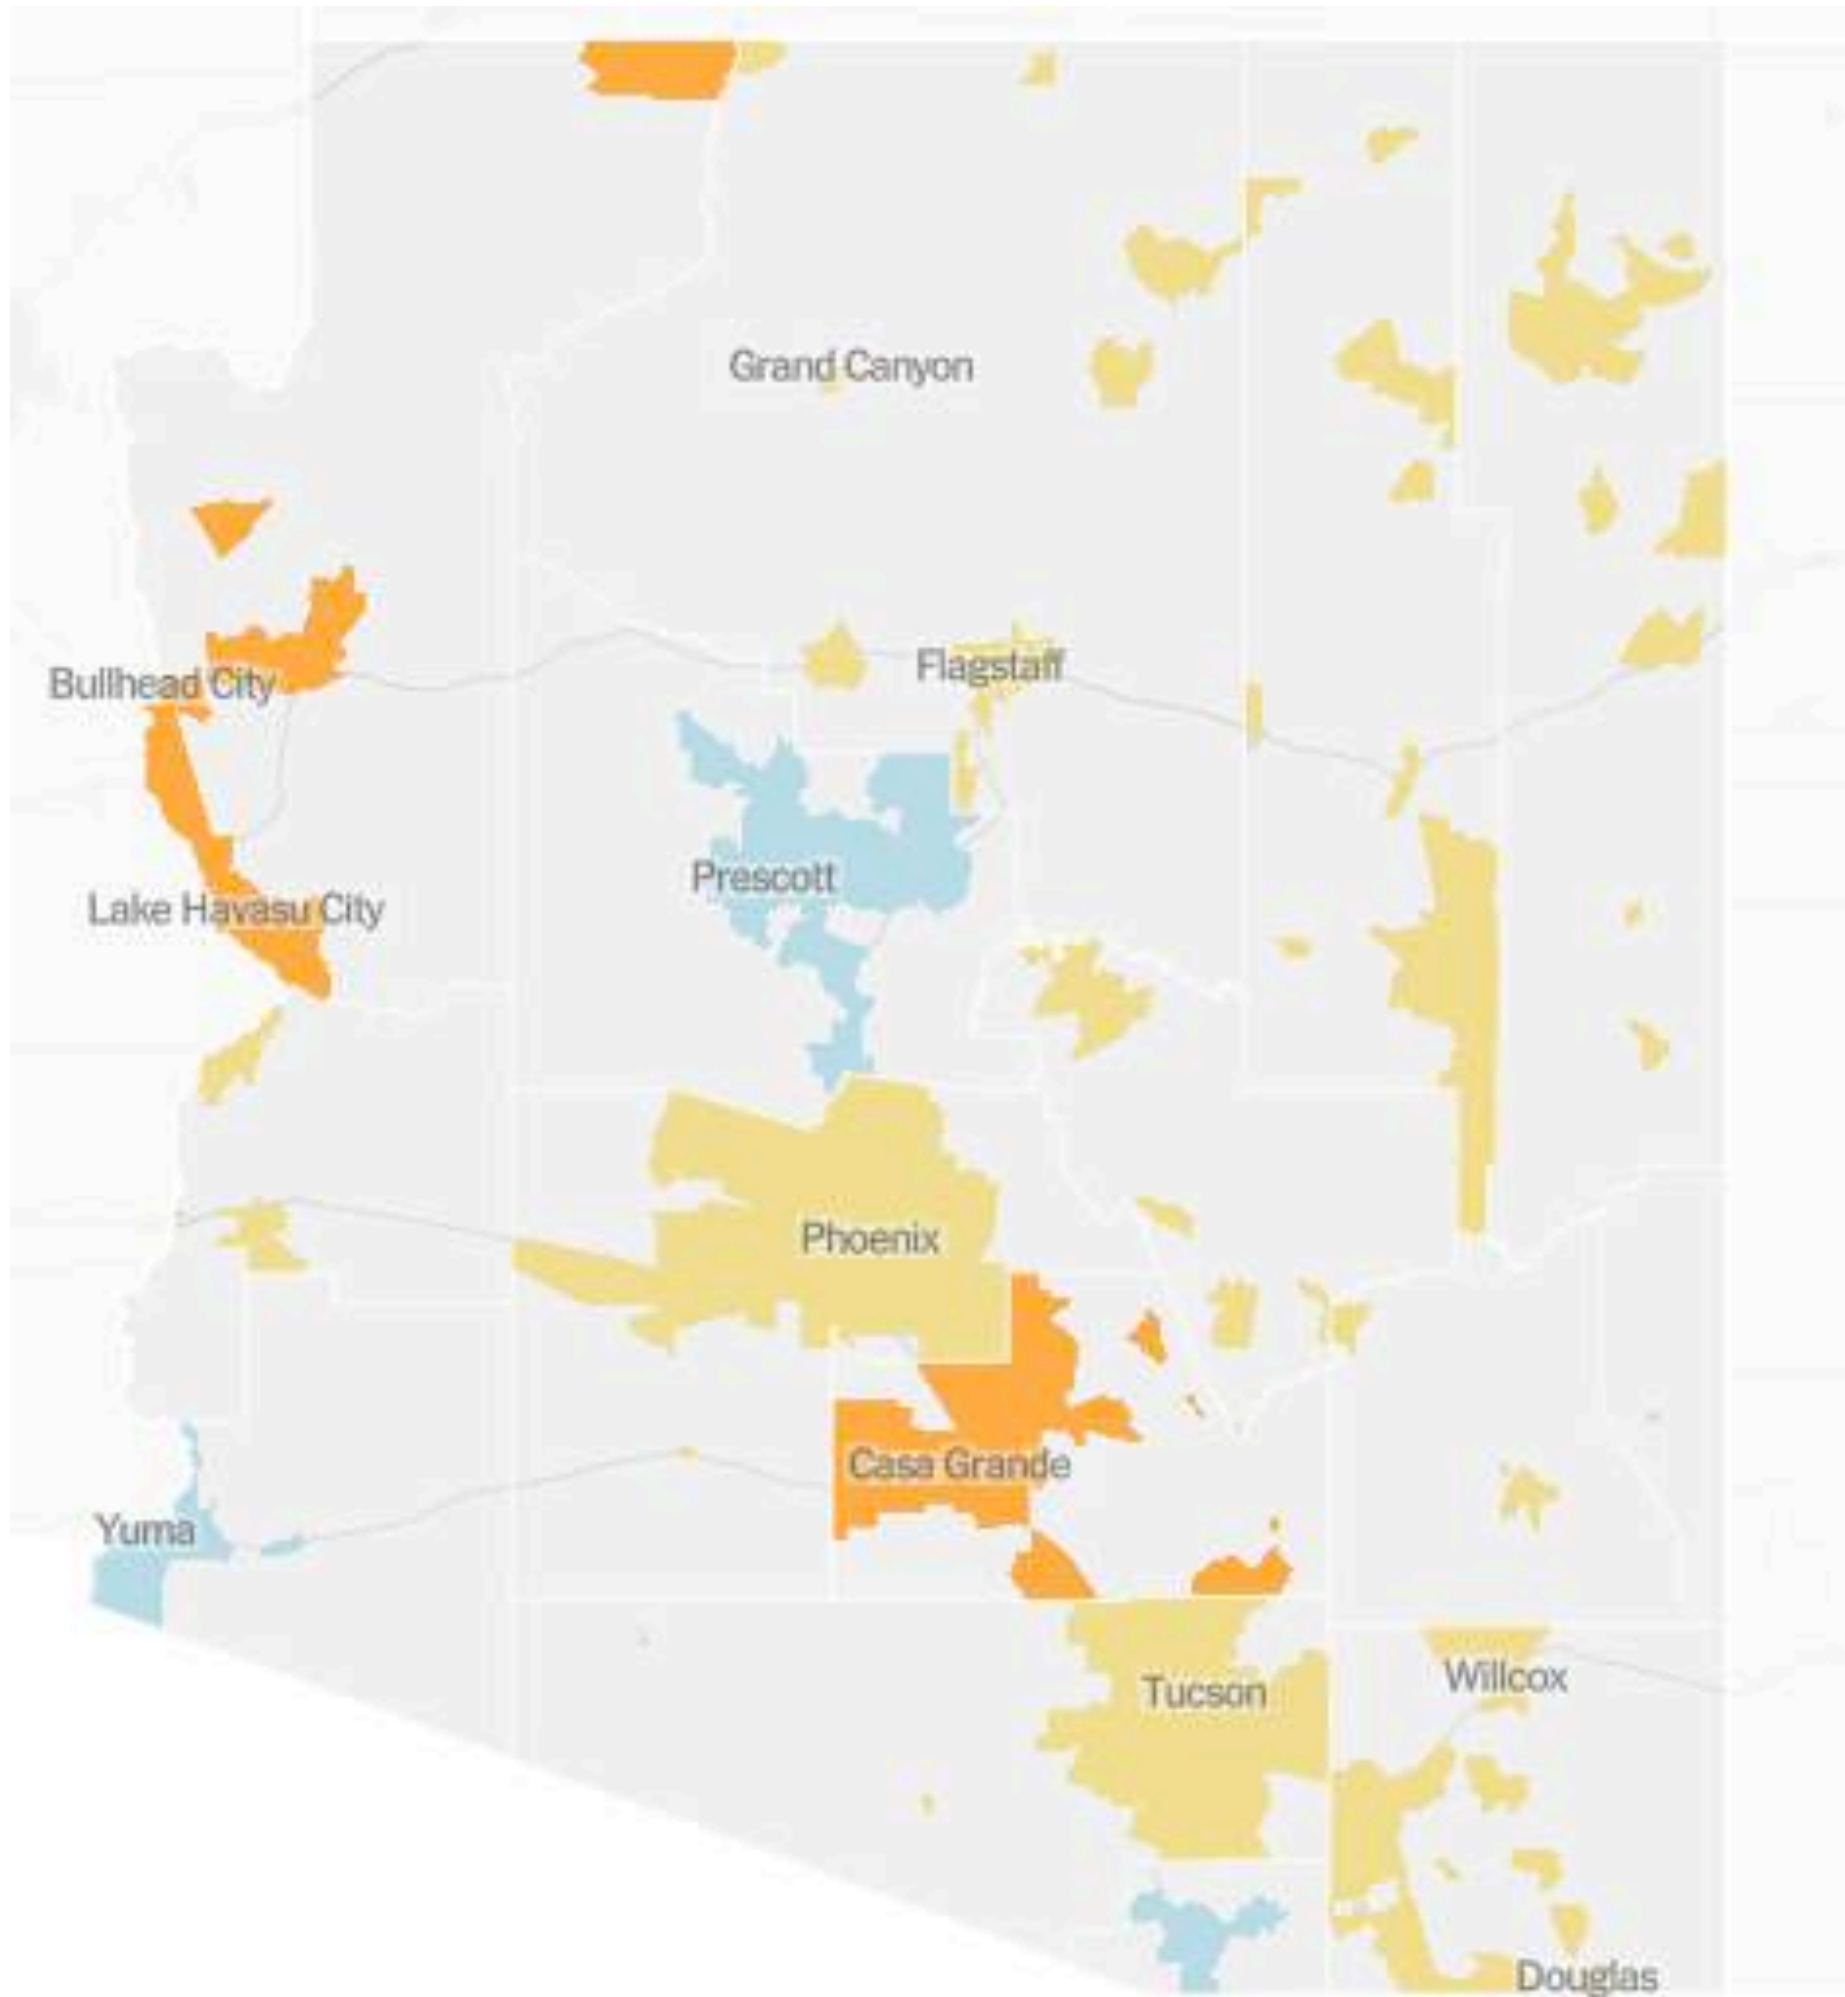 Grand Canyon
Flagstaff
Bullhead City
Prescott
Lake Havasu City
Phoenix
Casa Grande
Yuma
Willcox
Tucson
Douglas